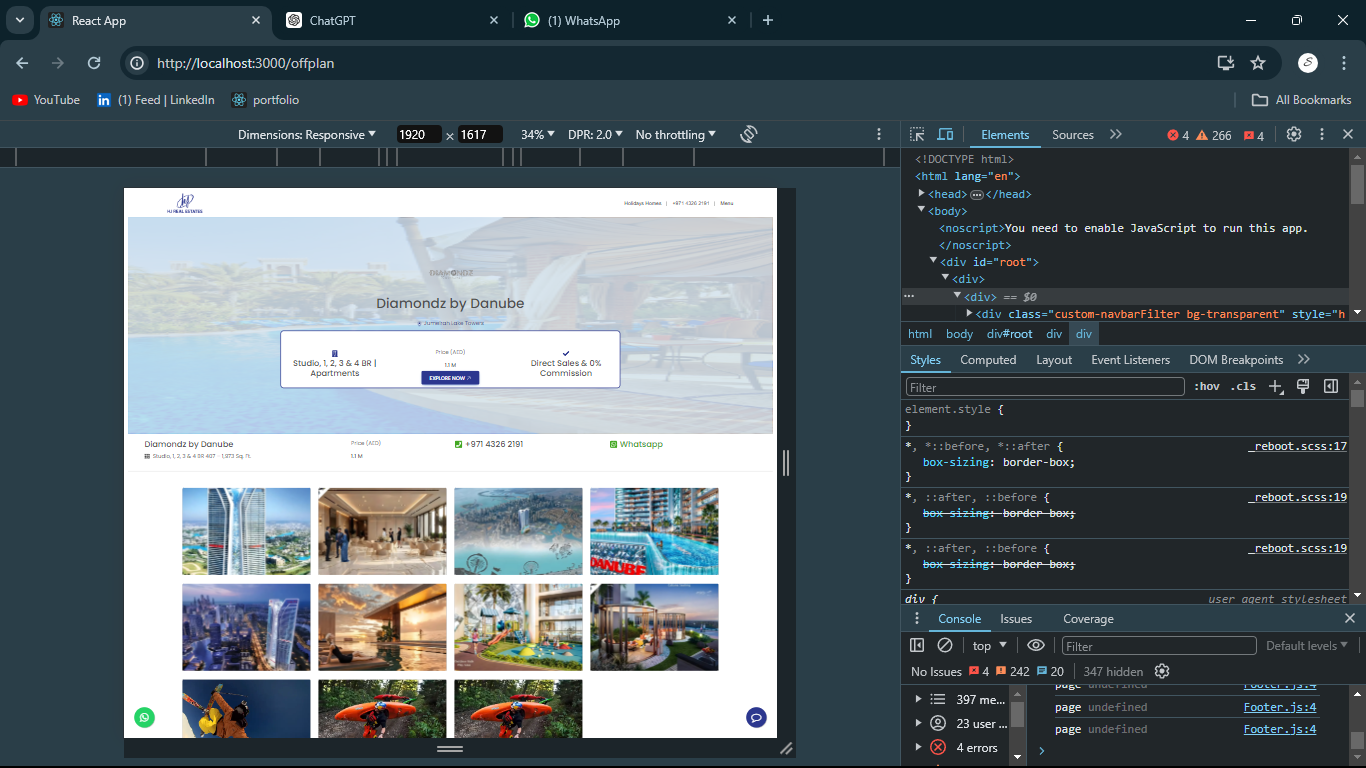 React App
ChatGPT
(1) WhatsApp
http://localhost:3000/offplan
YouTube
(1) Feed | LinkedIn
portfolio
All Bookmarks
Dimensions: Responsive
1920 x 1617
34%
DPR: 2.0
No throttling
HJ REAL ESTATES
Holidays Homes | +971 4326 2191 | Menu
DIAMONDZ
Diamondz by Danube
Jumeirah Lake Towers
Studio, 1, 2, 3 & 4 BR |
Apartments
Price (AED)
1.1 M
EXPLORE NOW
Direct Sales & 0%
Commission
Diamondz by Danube
Studio, 1, 2, 3 & 4 BR 407 - 1,973 Sq. Ft.
Price (AED)
1.1 M
+971 4326 2191
Whatsapp
DANUBE
Elements
Sources
4
266
4
<!DOCTYPE html>
<html lang="en">
<head> </head>
<body>
<noscript>You need to enable JavaScript to run this app.
</noscript>
<div id="root">
<div>
<div> == $0
<div class="custom-navbarFilter bg-transparent" style="h
html body div#root div div
Styles
Computed
Layout
Event Listeners
DOM Breakpoints
Filter
:hov .cls
element.style {
}
*, *::before, *::after { _reboot.scss:17
box-sizing: border-box;
}
*, ::after, ::before { _reboot.scss:19
box-sizing: border-box;
}
*, ::after, ::before { _reboot.scss:19
box-sizing: border-box;
}
div { user agent stylesheet
Console
Issues
Coverage
top
Filter
Default levels
No Issues 4 242 20 347 hidden
397 me...
23 user ...
4 errors
page undefined Footer.js:4
page undefined Footer.js:4
page undefined Footer.js:4